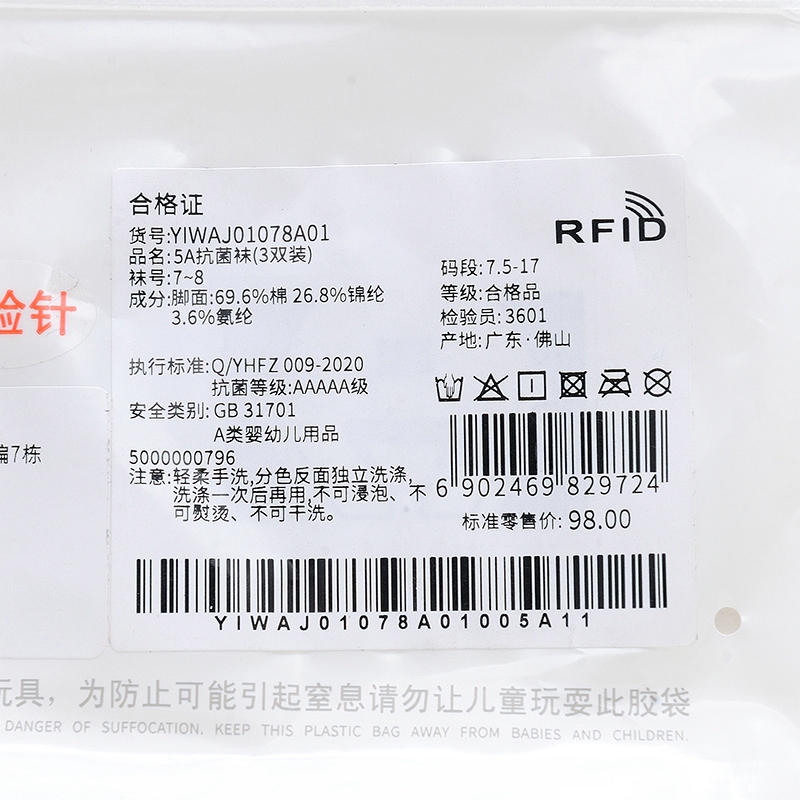 合格证
RFID
货号:YIWAJ01078A01
品名:5A抗菌袜(3双装)
袜号:7~8
成分:脚面:69.6%棉 26.8%锦纶
3.6%氨纶
码段:7.5-17
等级:合格品
检验员:3601
产地:广东·佛山
验针
执行标准:Q/YHFZ 009-2020
抗菌等级:AAAAA级
安全类别:GB 31701
A类婴幼儿用品
7栋
5000000796
注意:轻柔手洗,分色反面独立洗涤,
洗涤一次后再用,不可浸泡、不
可熨烫、不可干洗。
6 902469 829724
标准零售价: 98.00
YIWAJ01078A01005A11
玩具，为防止可能引起窒息请勿让儿童玩耍此胶袋
DANGER OF SUFFOCATION. KEEP THIS PLASTIC BAG AWAY FROM BABIES AND CHILDREN.